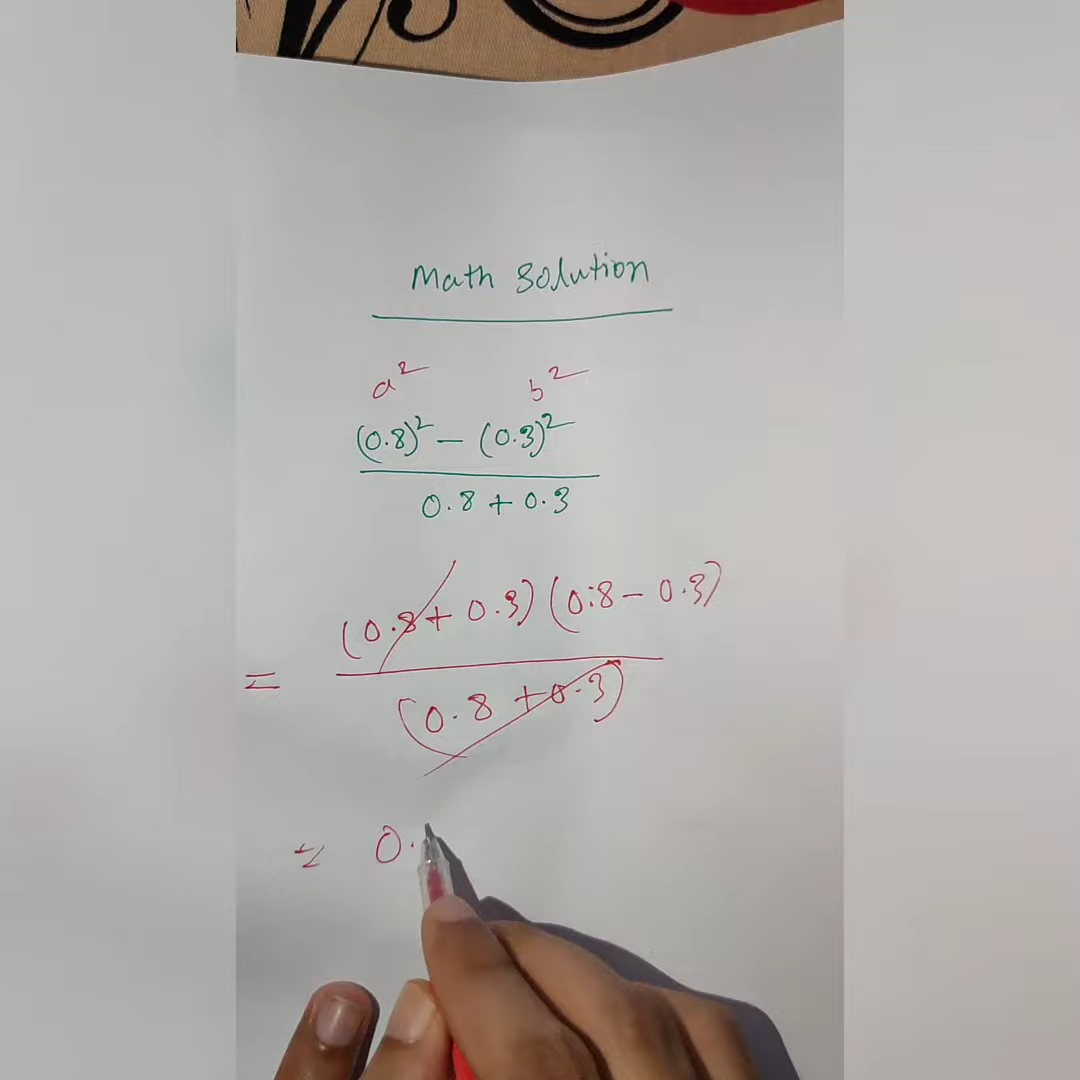 Math Solution
a² b²
(0.8)² - (0.3)²
0.8 + 0.3
(0.8 + 0.3) (0.8 - 0.3)
=
(0.8 + 0.3)
= 0.